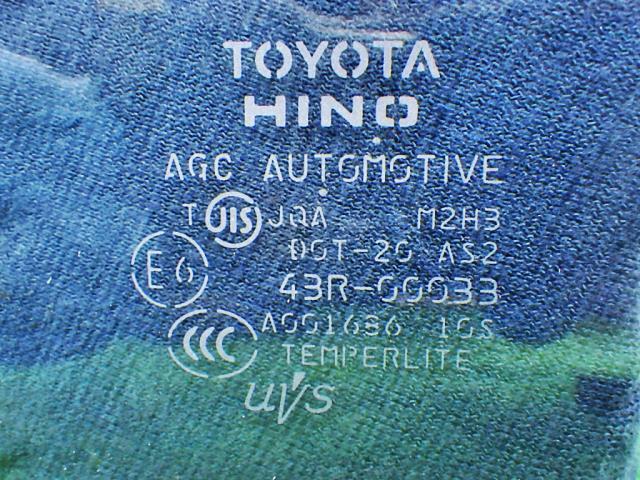 TOYOTA
HINO
AGC AUTOMOTIVE
T JIS JQA M2H3
DOT-20 AS2
E6 43R-00033
CCC A001686 10S
TEMPERLITE
uVs